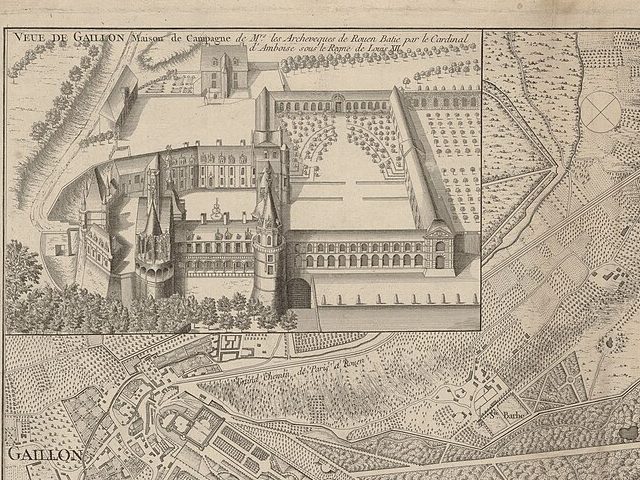 VEUE DE GAILLON Maison de Campagne de Mrs. les Archeveques de Rouen Batie par le Cardinal
d'Amboise sous le Regne de Louis XII.
Grand Chemin de Paris a Rouen
Ste Barbe
GAILLON